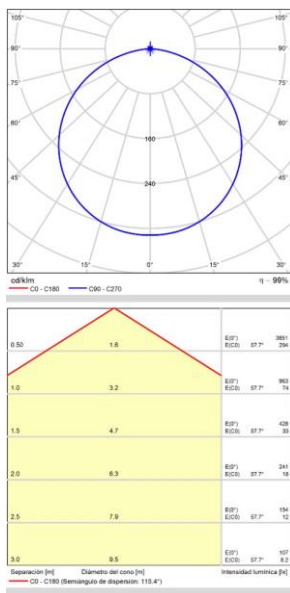 105° 105°
90° 90°
75° 75°
60° 60°
160
45° 45°
240
30° 15° 0° 15° 30°
cd/klm η = 99%
C0 - C180 C90 - C270
0.50 1.6 E(0°) 3851
E(C0) 57.7° 294
1.0 3.2 E(0°) 963
E(C0) 57.7° 74
1.5 4.7 E(0°) 428
E(C0) 57.7° 33
2.0 6.3 E(0°) 241
E(C0) 57.7° 18
2.5 7.9 E(0°) 154
E(C0) 57.7° 12
3.0 9.5 E(0°) 107
E(C0) 57.7° 8.2
Separación [m] Diámetro del cono [m] Intensidad lumínica [lx]
C0 - C180 (Semiángulo de dispersión: 115.4°)